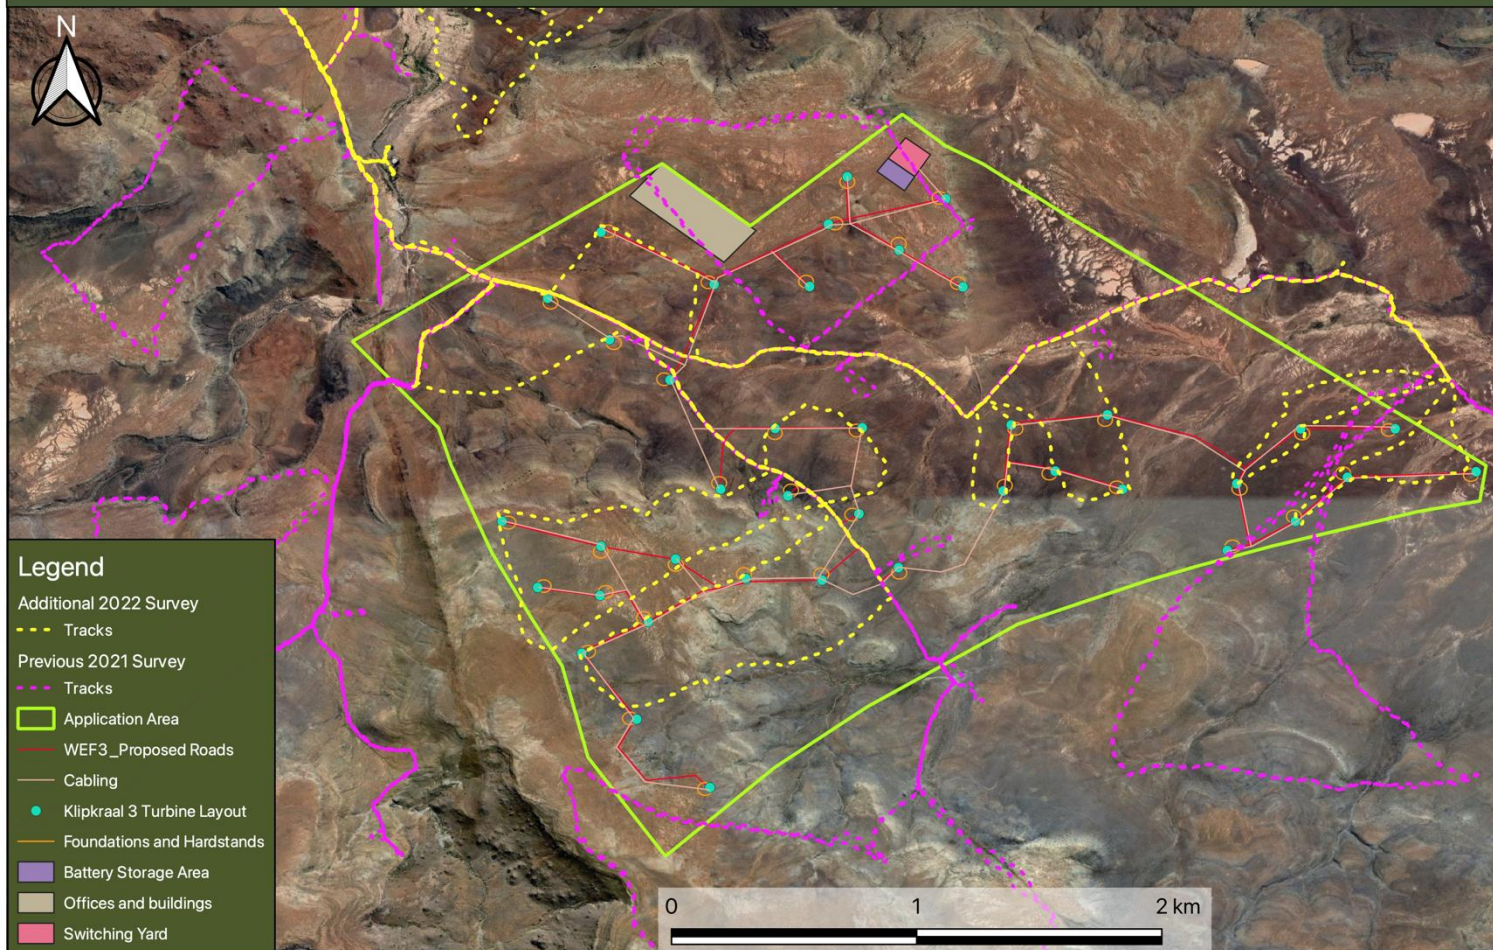 N
Legend
Additional 2022 Survey
Tracks
Previous 2021 Survey
Tracks
Application Area
WEF3_Proposed Roads
Cabling
Klipkraal 3 Turbine Layout
Foundations and Hardstands
Battery Storage Area
Offices and buildings
Switching Yard
0 1 2 km